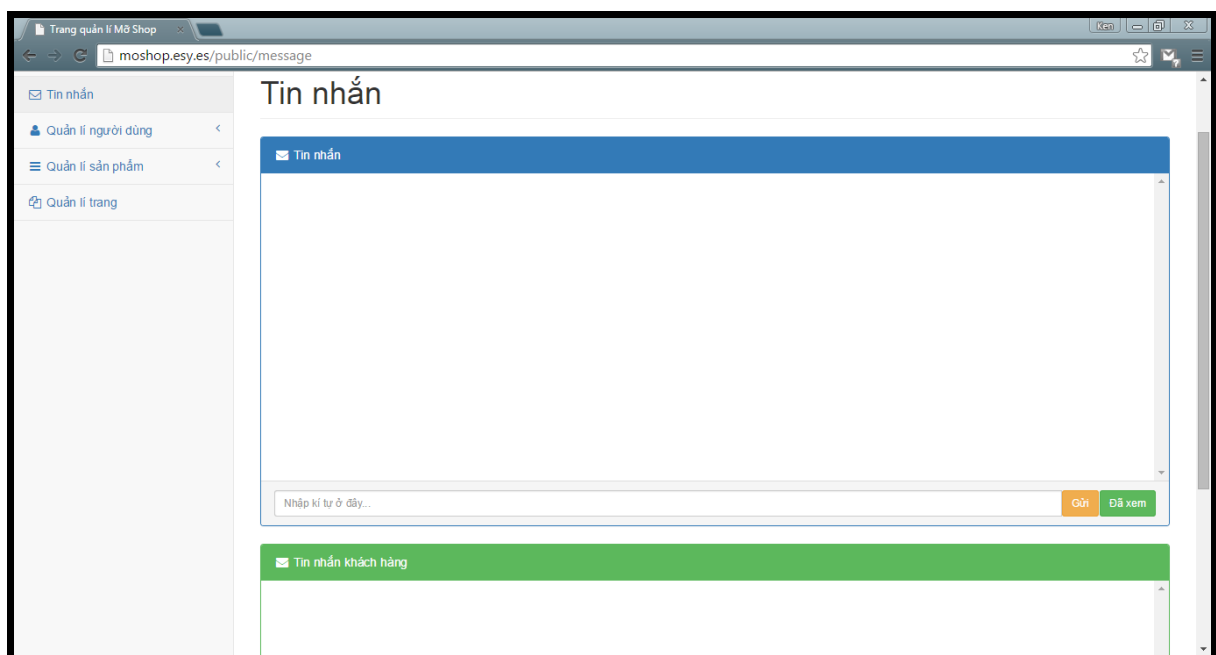 Trang quản lí Mỡ Shop
Ken
moshop.esy.es/public/message
Tin nhắn
Quản lí người dùng
Quản lí sản phẩm
Quản lí trang
Tin nhắn
Tin nhắn
Nhập kí tự ở đây...
Gửi
Đã xem
Tin nhắn khách hàng